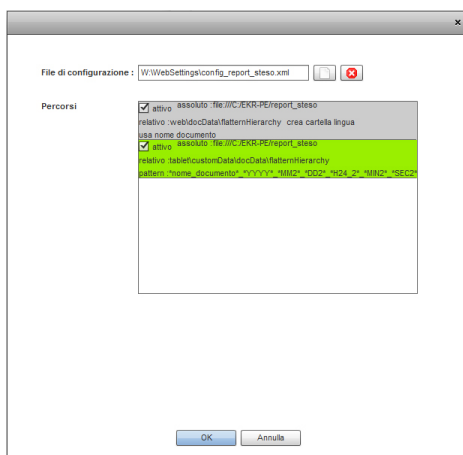 ×
File di configurazione : W:\WebSettings\config_report_steso.xml
Percorsi
attivo assoluto :file:///C:/EKR-PE/report_steso
relativo :web\docData\flatternHierarchy crea cartella lingua
usa nome documento
attivo assoluto :file:///C:/EKR-PE/report_steso
relativo :tablet\customData\docData\flatternHierarchy
pattern :*nome_documento*_*YYYY*_*MM2*_*DD2*_*H24_2*_*MIN2*_*SEC2*
OK Annulla